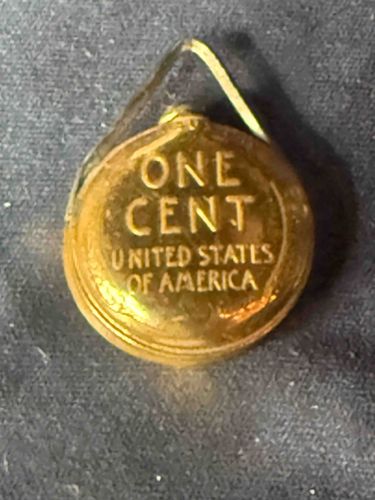 ONE
CENT
UNITED STATES
OF AMERICA